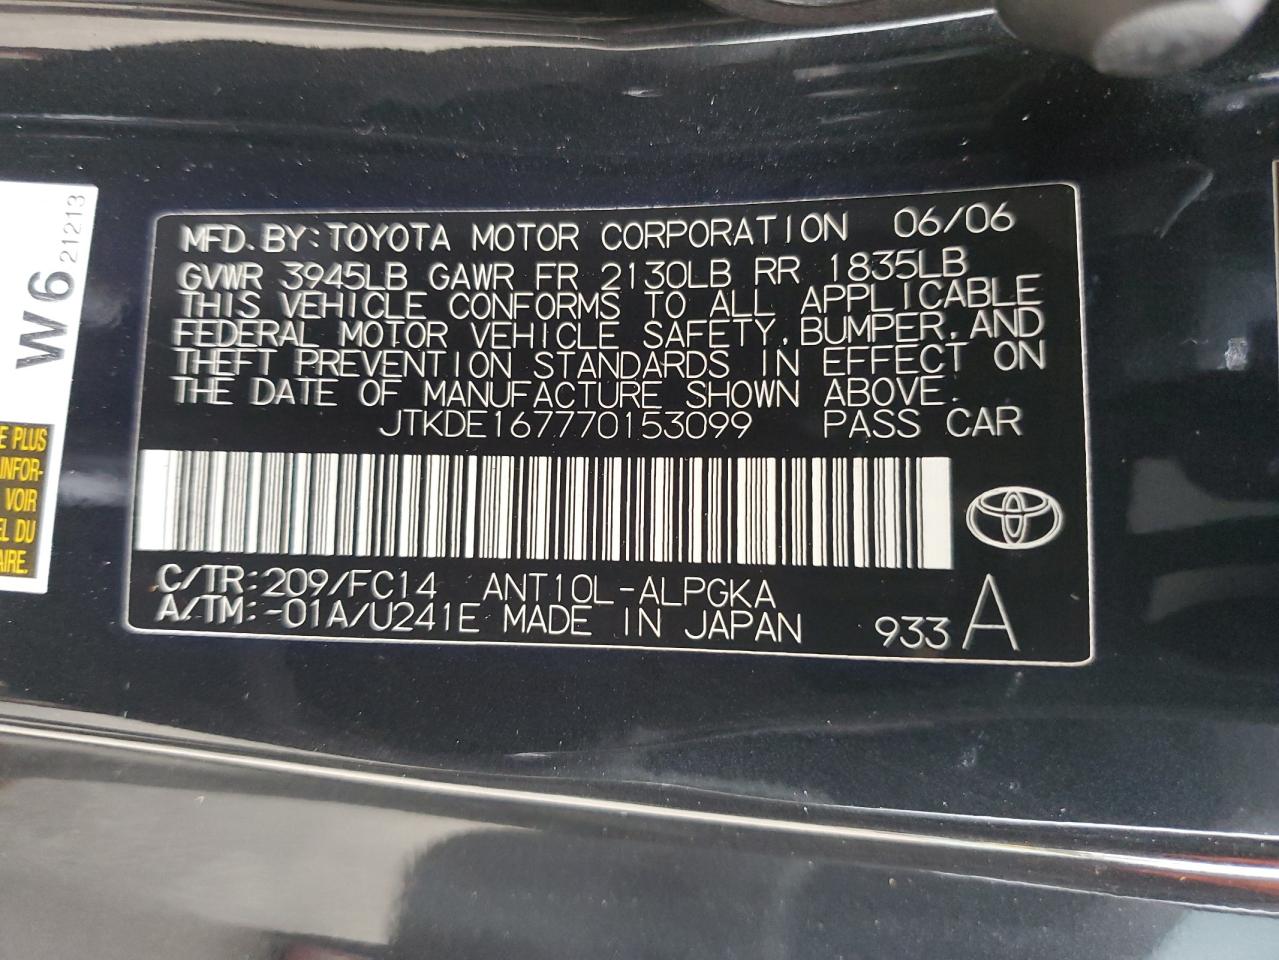 MFD. BY: TOYOTA MOTOR CORPORATION 06/06
GVWR 3945LB GAWR FR 2130LB RR 1835LB
THIS VEHICLE CONFORMS TO ALL APPLICABLE
FEDERAL MOTOR VEHICLE SAFETY, BUMPER, AND
THEFT PREVENTION STANDARDS IN EFFECT ON
THE DATE OF MANUFACTURE SHOWN ABOVE.
JTKDE167770153099 PASS CAR
C/TR: 209/FC14 ANT10L-ALPGKA
A/TM: -01A/U241E MADE IN JAPAN 933 A
W6
21213
E PLUS
INFOR-
VOIR
EL DU
AIRE.